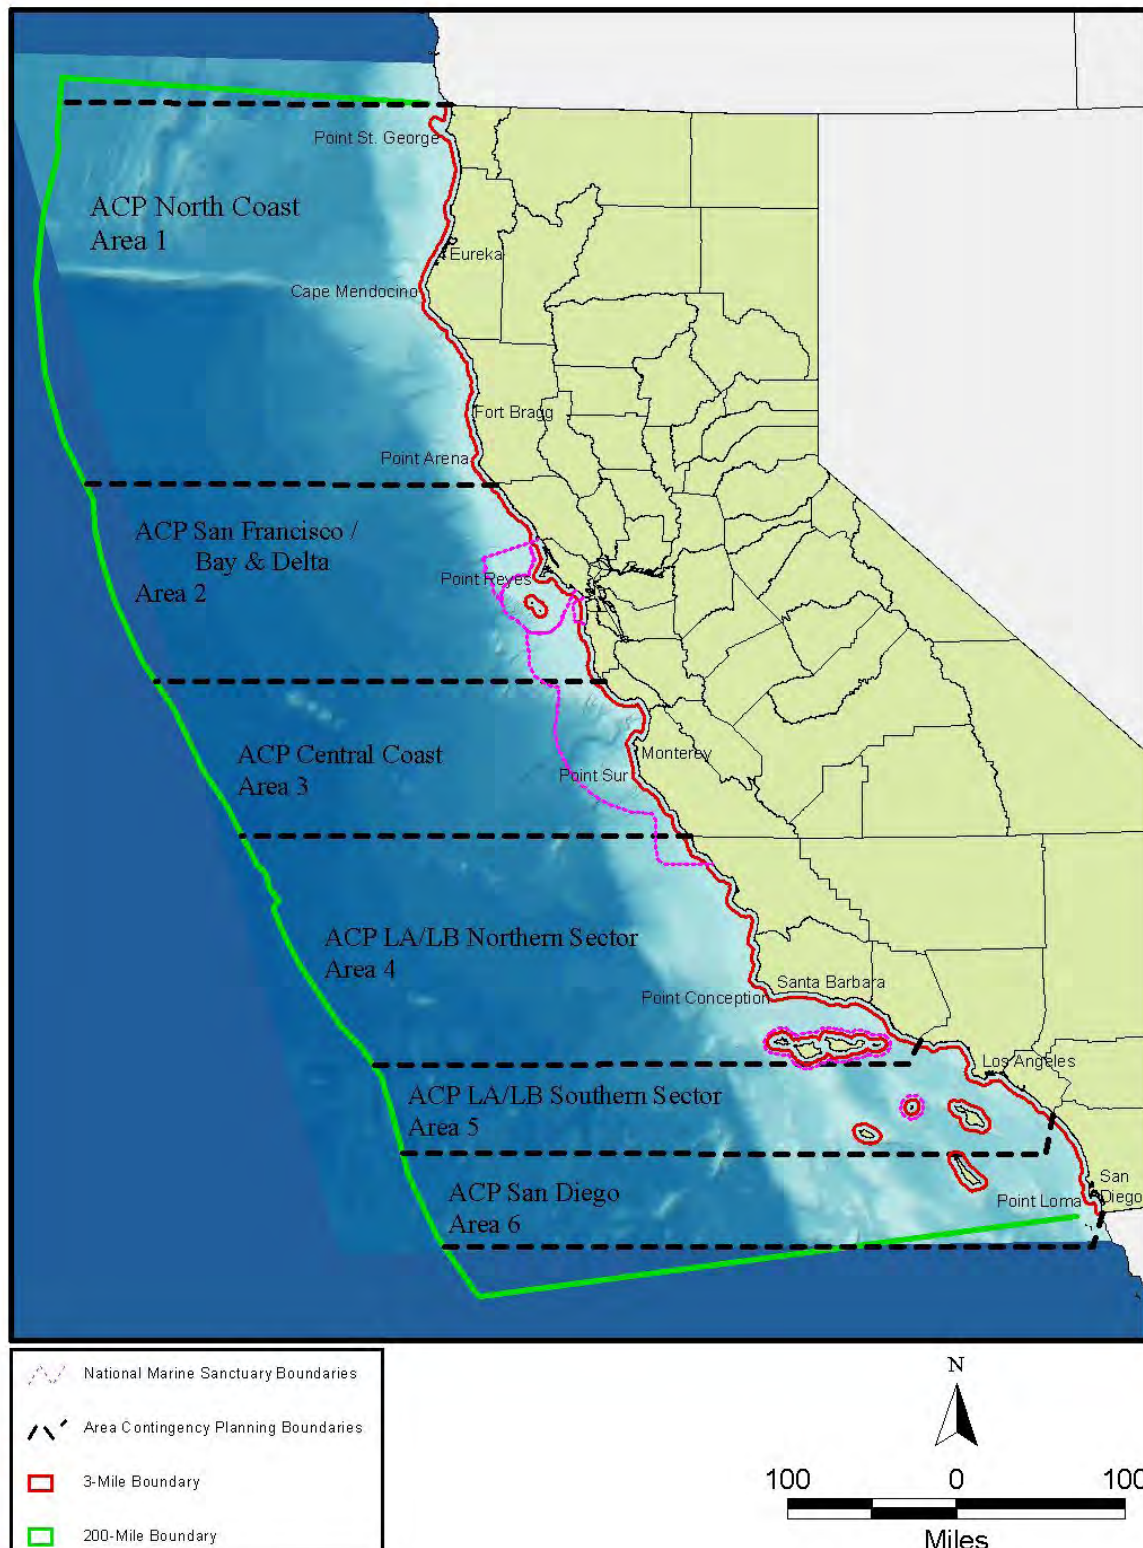 Point St. George
ACP North Coast
Area 1
Eureka
Cape Mendocino
Fort Bragg
Point Arena
ACP San Francisco /
Bay & Delta
Area 2
Point Reyes
ACP Central Coast
Area 3
Monterey
Point Sur
ACP LA/LB Northern Sector
Area 4
Santa Barbara
Point Conception
Los Angeles
ACP LA/LB Southern Sector
Area 5
ACP San Diego
Area 6
Point Loma
San
Diego
National Marine Sanctuary Boundaries
Area Contingency Planning Boundaries
3-Mile Boundary
200-Mile Boundary
N
100 0 100
Miles